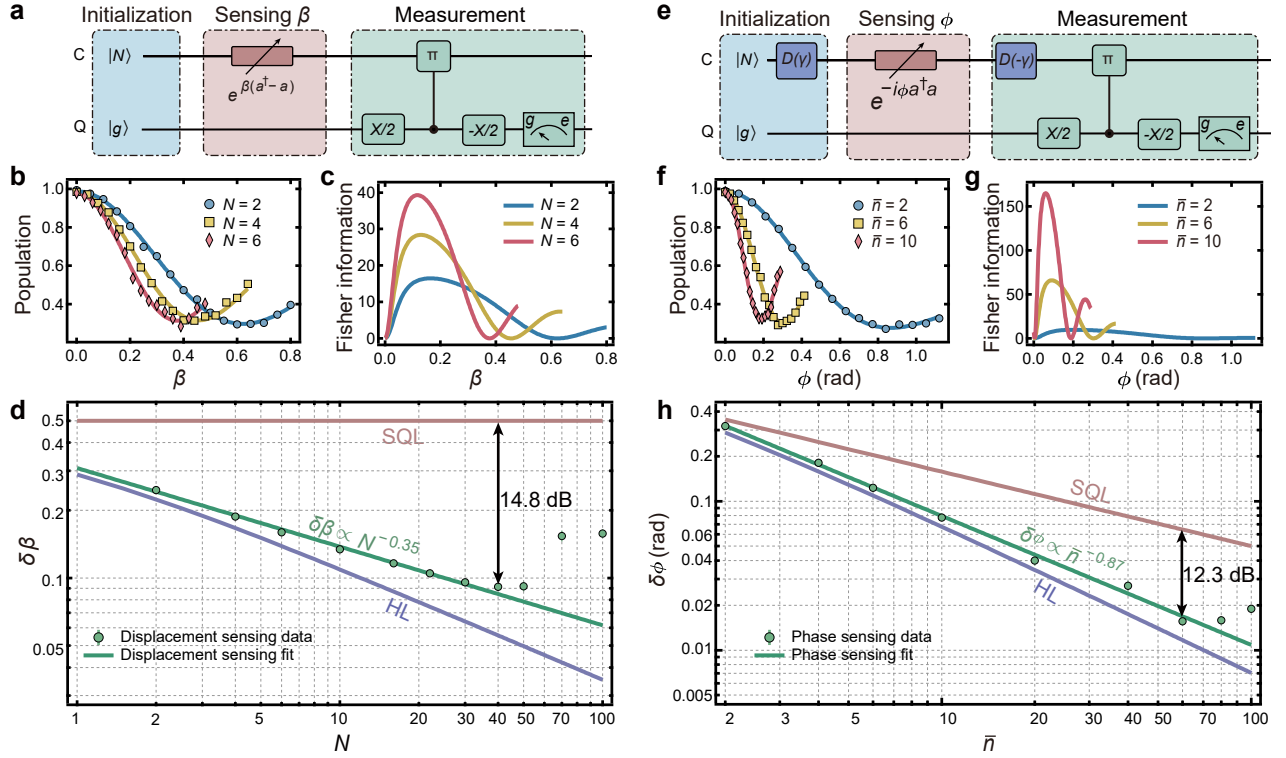 a
Initialization
Sensing β
Measurement
C
|N⟩
π
e^{β(a†−a)}
Q
|g⟩
X/2
-X/2
g
e
b
Population
1.0
0.8
0.6
0.4
N = 2
N = 4
N = 6
0.0
0.2
0.4
0.6
0.8
β
c
Fisher information
40
30
20
10
0
N = 2
N = 4
N = 6
0.0
0.2
0.4
0.6
0.8
β
d
δβ
0.5
0.3
0.2
0.1
0.05
SQL
14.8 dB
δβ ∝ N^{−0.35}
HL
Displacement sensing data
Displacement sensing fit
1
2
5
10
20
30
40
50
70
100
N
e
Initialization
Sensing ϕ
Measurement
C
|N⟩
D(γ)
D(-γ)
π
e^{−iϕa†a}
Q
|g⟩
X/2
-X/2
g
e
f
Population
1.0
0.8
0.6
0.4
n̄ = 2
n̄ = 6
n̄ = 10
0.0
0.2
0.4
0.6
0.8
1.0
ϕ (rad)
g
Fisher information
150
100
50
0
n̄ = 2
n̄ = 6
n̄ = 10
0.0
0.2
0.4
0.6
0.8
1.0
ϕ (rad)
h
δϕ (rad)
0.4
0.2
0.1
0.06
0.04
0.02
0.01
0.005
SQL
12.3 dB
δϕ ∝ n̄^{−0.87}
HL
Phase sensing data
Phase sensing fit
2
3
4
5
6
8
10
20
30
40
50
60
80
100
n̄